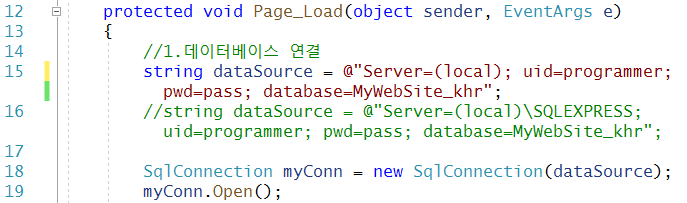 12 protected void Page_Load(object sender, EventArgs e)
13 {
14 //1.데이터베이스 연결
15 string dataSource = @"Server=(local); uid=programmer;
pwd=pass; database=MyWebSite_khr";
16 //string dataSource = @"Server=(local)\SQLEXPRESS;
uid=programmer; pwd=pass; database=MyWebSite_khr";
17
18 SqlConnection myConn = new SqlConnection(dataSource);
19 myConn.Open();